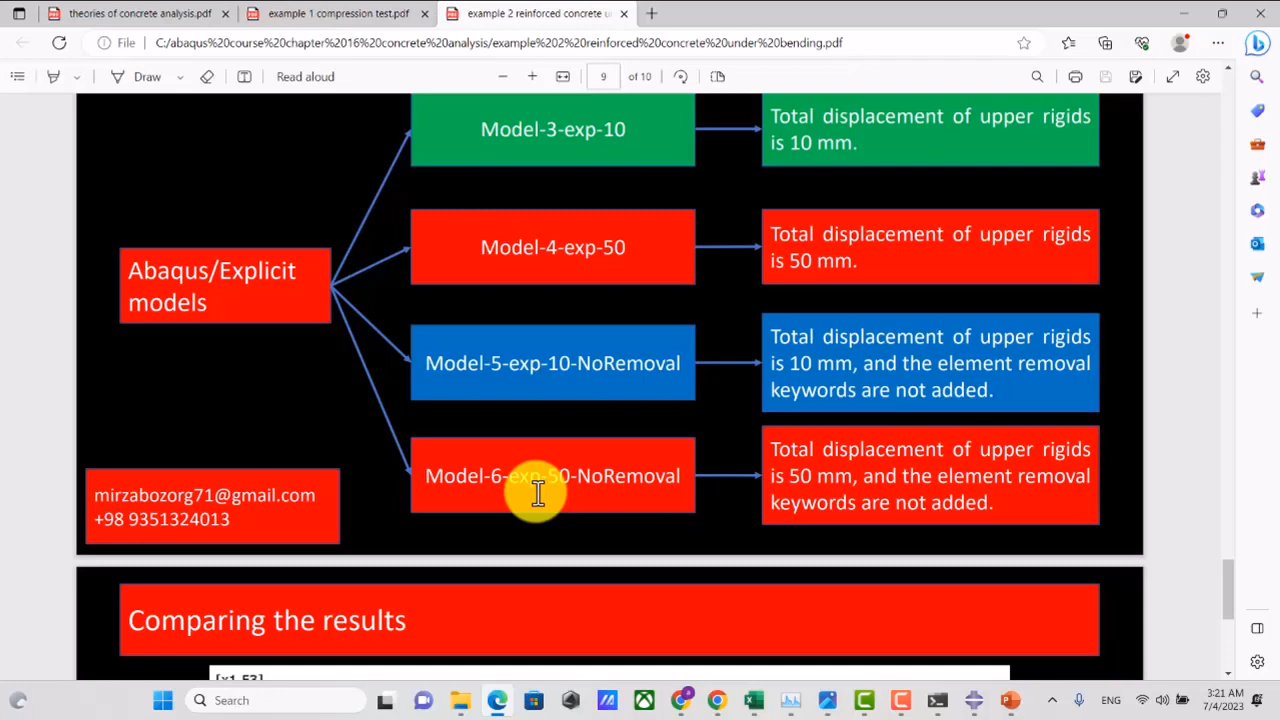 theories of concrete analysis.pdf
example 1 compression test.pdf
example 2 reinforced concrete u
File
C:/abaqus%20course%20chapter%2016%20concrete%20analysis/example%202%20reinforced%20concrete%20under%20bending.pdf
Draw
Read aloud
9
of 10
Model-3-exp-10
Total displacement of upper rigids
is 10 mm.
Model-4-exp-50
Total displacement of upper rigids
is 50 mm.
Abaqus/Explicit
models
Model-5-exp-10-NoRemoval
Total displacement of upper rigids
is 10 mm, and the element removal
keywords are not added.
Model-6-exp-50-NoRemoval
Total displacement of upper rigids
is 50 mm, and the element removal
keywords are not added.
mirzabozorg71@gmail.com
+98 9351324013
Comparing the results
[x1.53]
Search
ENG
3:21 AM
7/4/2023